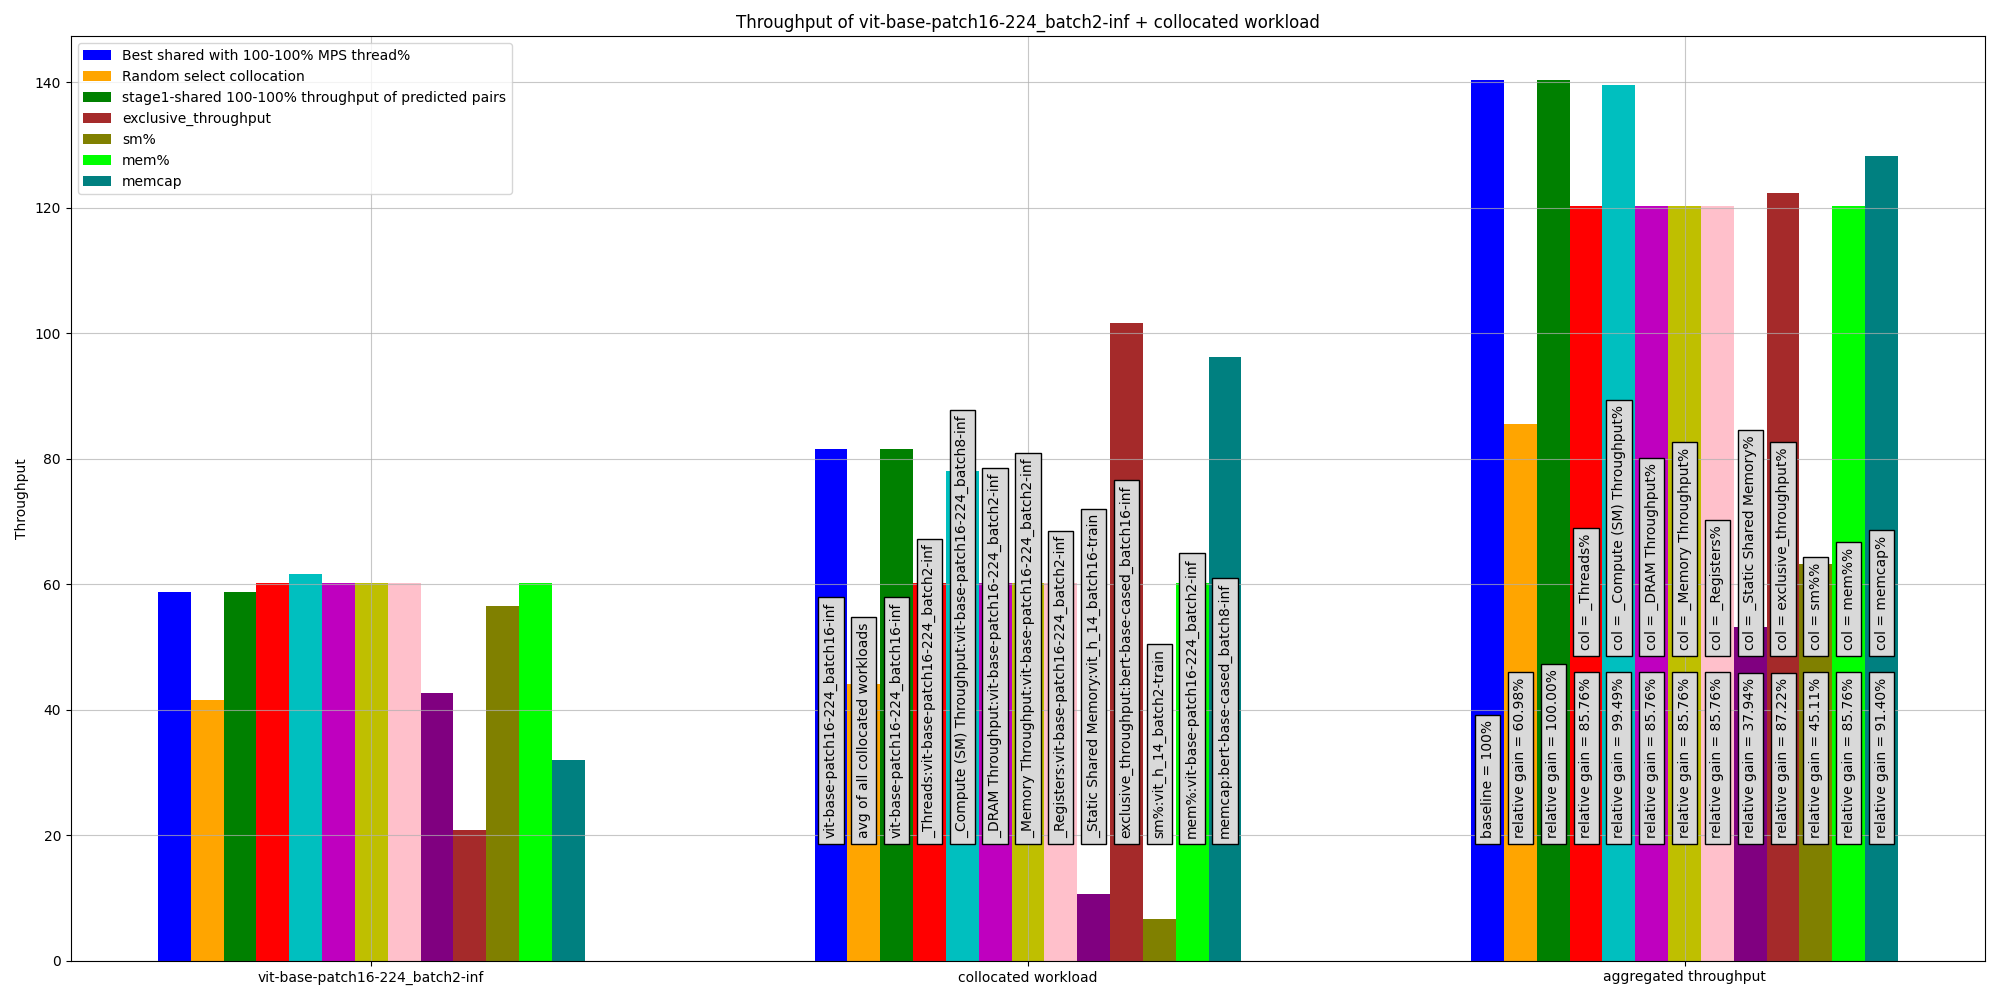 Throughput of vit-base-patch16-224_batch2-inf + collocated workload
Best shared with 100-100% MPS thread%
Random select collocation
stage1-shared 100-100% throughput of predicted pairs
exclusive_throughput
sm%
mem%
memcap
Throughput
140
120
100
80
60
40
20
0
vit-base-patch16-224_batch16-inf
avg of all collocated workloads
vit-base-patch16-224_batch16-inf
_Threads:vit-base-patch16-224_batch2-inf
_Compute (SM) Throughput:vit-base-patch16-224_batch8-inf
_DRAM Throughput:vit-base-patch16-224_batch2-inf
_Memory Throughput:vit-base-patch16-224_batch2-inf
_Registers:vit-base-patch16-224_batch2-inf
_Static Shared Memory:vit_h_14_batch16-train
exclusive_throughput:bert-base-cased_batch16-inf
sm%:vit_h_14_batch2-train
mem%:vit-base-patch16-224_batch2-inf
memcap:bert-base-cased_batch8-inf
col = _Threads%
col = _Compute (SM) Throughput%
col = _DRAM Throughput%
col = _Memory Throughput%
col = _Registers%
col = _Static Shared Memory%
col = exclusive_throughput%
col = sm%%
col = mem%%
col = memcap%
baseline = 100%
relative gain = 60.98%
relative gain = 100.00%
relative gain = 85.76%
relative gain = 99.49%
relative gain = 85.76%
relative gain = 85.76%
relative gain = 85.76%
relative gain = 37.94%
relative gain = 87.22%
relative gain = 45.11%
relative gain = 85.76%
relative gain = 91.40%
vit-base-patch16-224_batch2-inf
collocated workload
aggregated throughput